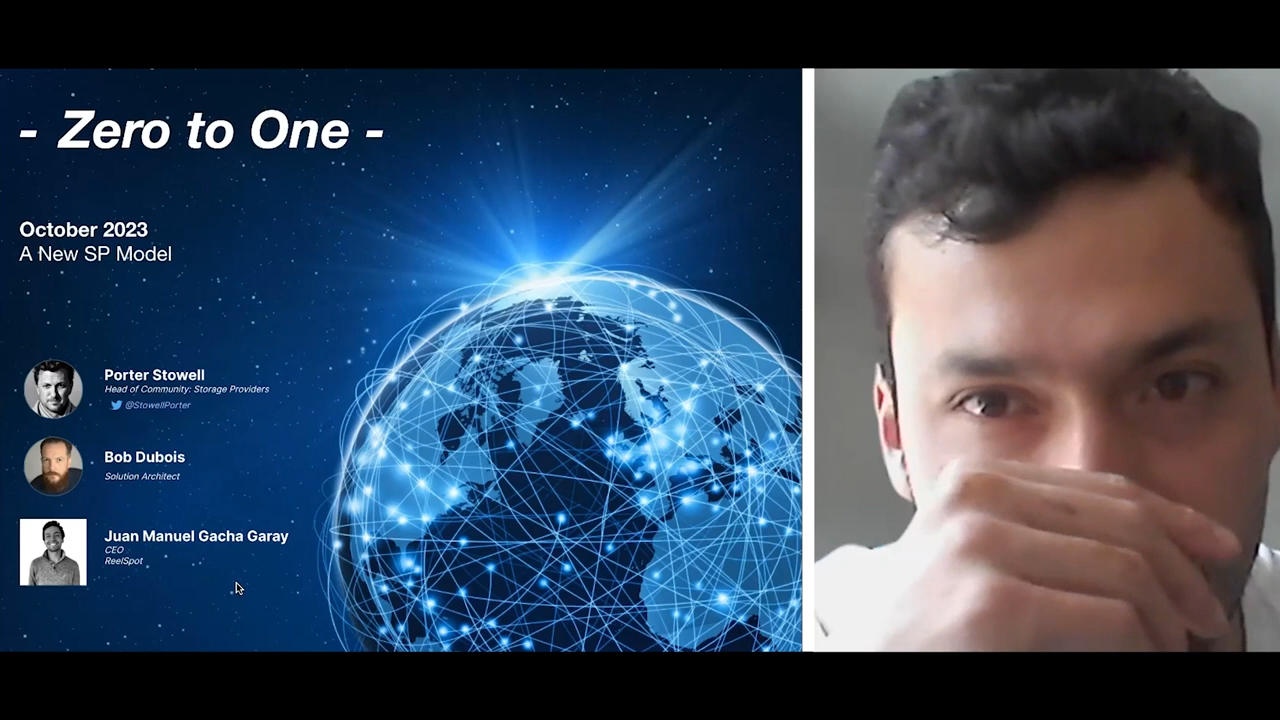 - Zero to One -
October 2023
A New SP Model
Porter Stowell
Head of Community: Storage Providers
@StowellPorter
Bob Dubois
Solution Architect
Juan Manuel Gacha Garay
CEO
ReelSpot